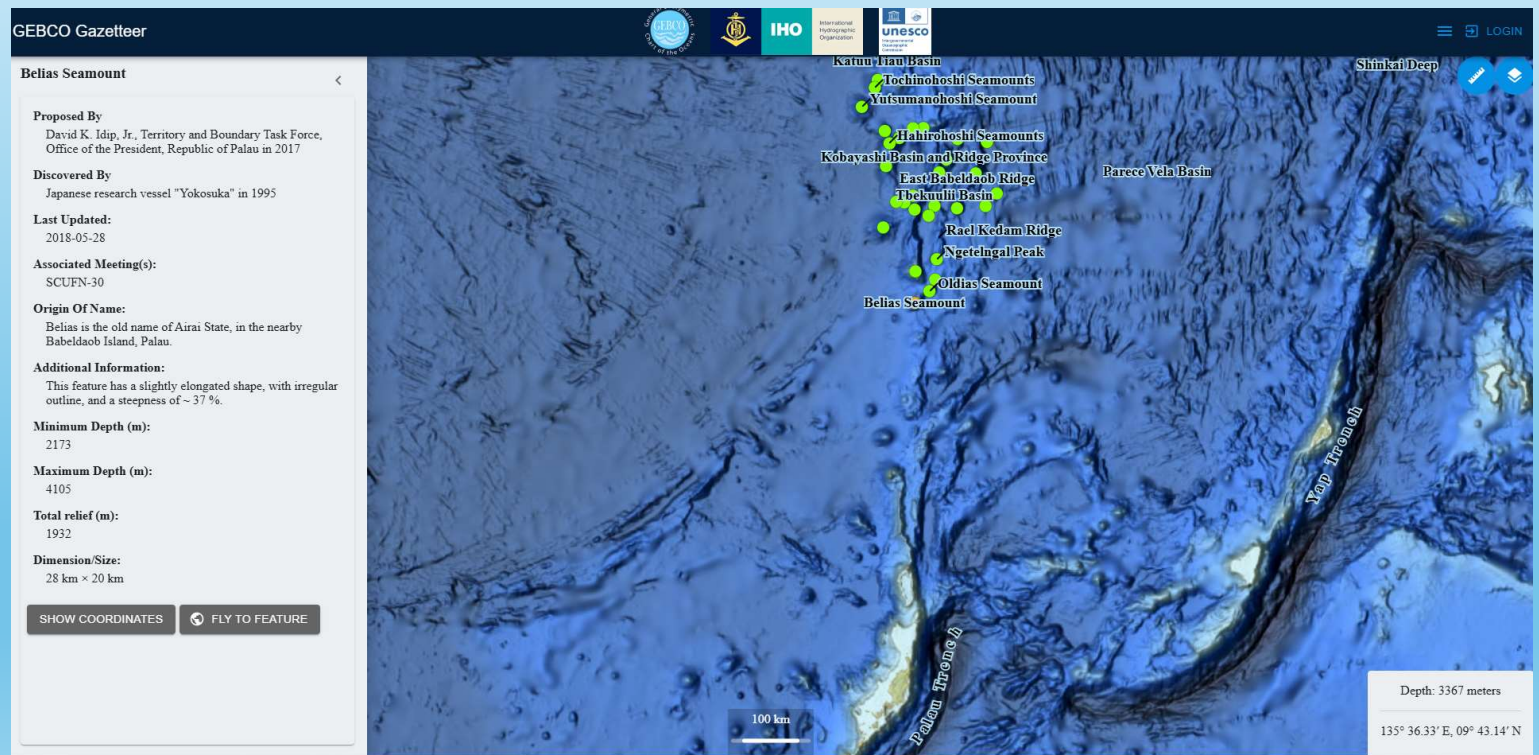 GEBCO Gazetteer
GEBCO
IHO
International
Hydrographic
Organization
unesco
Intergovernmental
Oceanographic
Commission
LOGIN
Belias Seamount
Proposed By
David K. Idip, Jr., Territory and Boundary Task Force,
Office of the President, Republic of Palau in 2017
Discovered By
Japanese research vessel "Yokosuka" in 1995
Last Updated:
2018-05-28
Associated Meeting(s):
SCUFN-30
Origin Of Name:
Belias is the old name of Airai State, in the nearby
Babeldaob Island, Palau.
Additional Information:
This feature has a slightly elongated shape, with irregular
outline, and a steepness of ~ 37 %.
Minimum Depth (m):
2173
Maximum Depth (m):
4105
Total relief (m):
1932
Dimension/Size:
28 km × 20 km
SHOW COORDINATES
FLY TO FEATURE
Katuu Tiau Basin
Shinkai Deep
Tochinohoshi Seamounts
Yutsumanohoshi Seamount
Hahirohoshi Seamounts
Kobayashi Basin and Ridge Province
Parece Vela Basin
East Babeldaob Ridge
Tbekuulii Basin
Rael Kedam Ridge
Ngetelngal Peak
Oldias Seamount
Belias Seamount
Yap Trench
Palau Trench
100 km
Depth: 3367 meters
135° 36.33′ E, 09° 43.14′ N